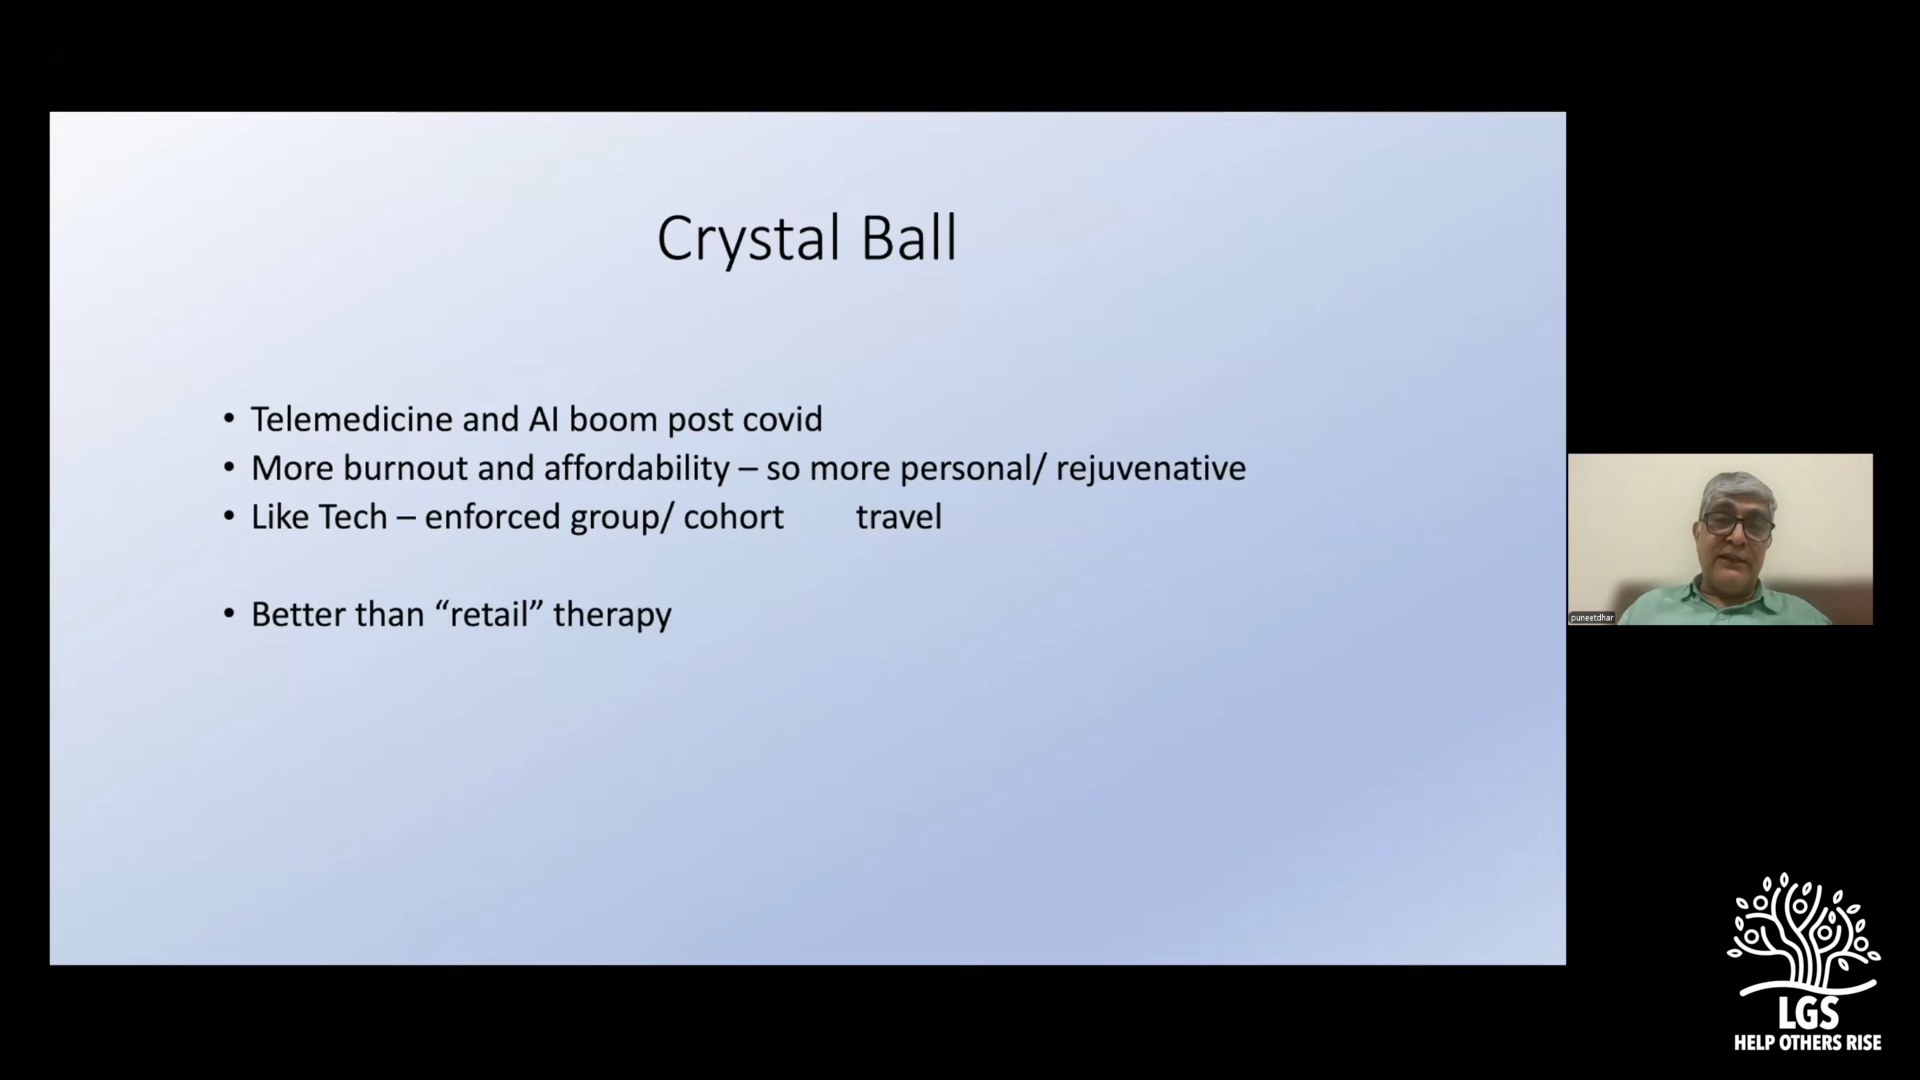 Crystal Ball
• Telemedicine and AI boom post covid
• More burnout and affordability – so more personal/ rejuvenative
• Like Tech – enforced group/ cohort travel
• Better than “retail” therapy
puneetdhar
LGS
HELP OTHERS RISE